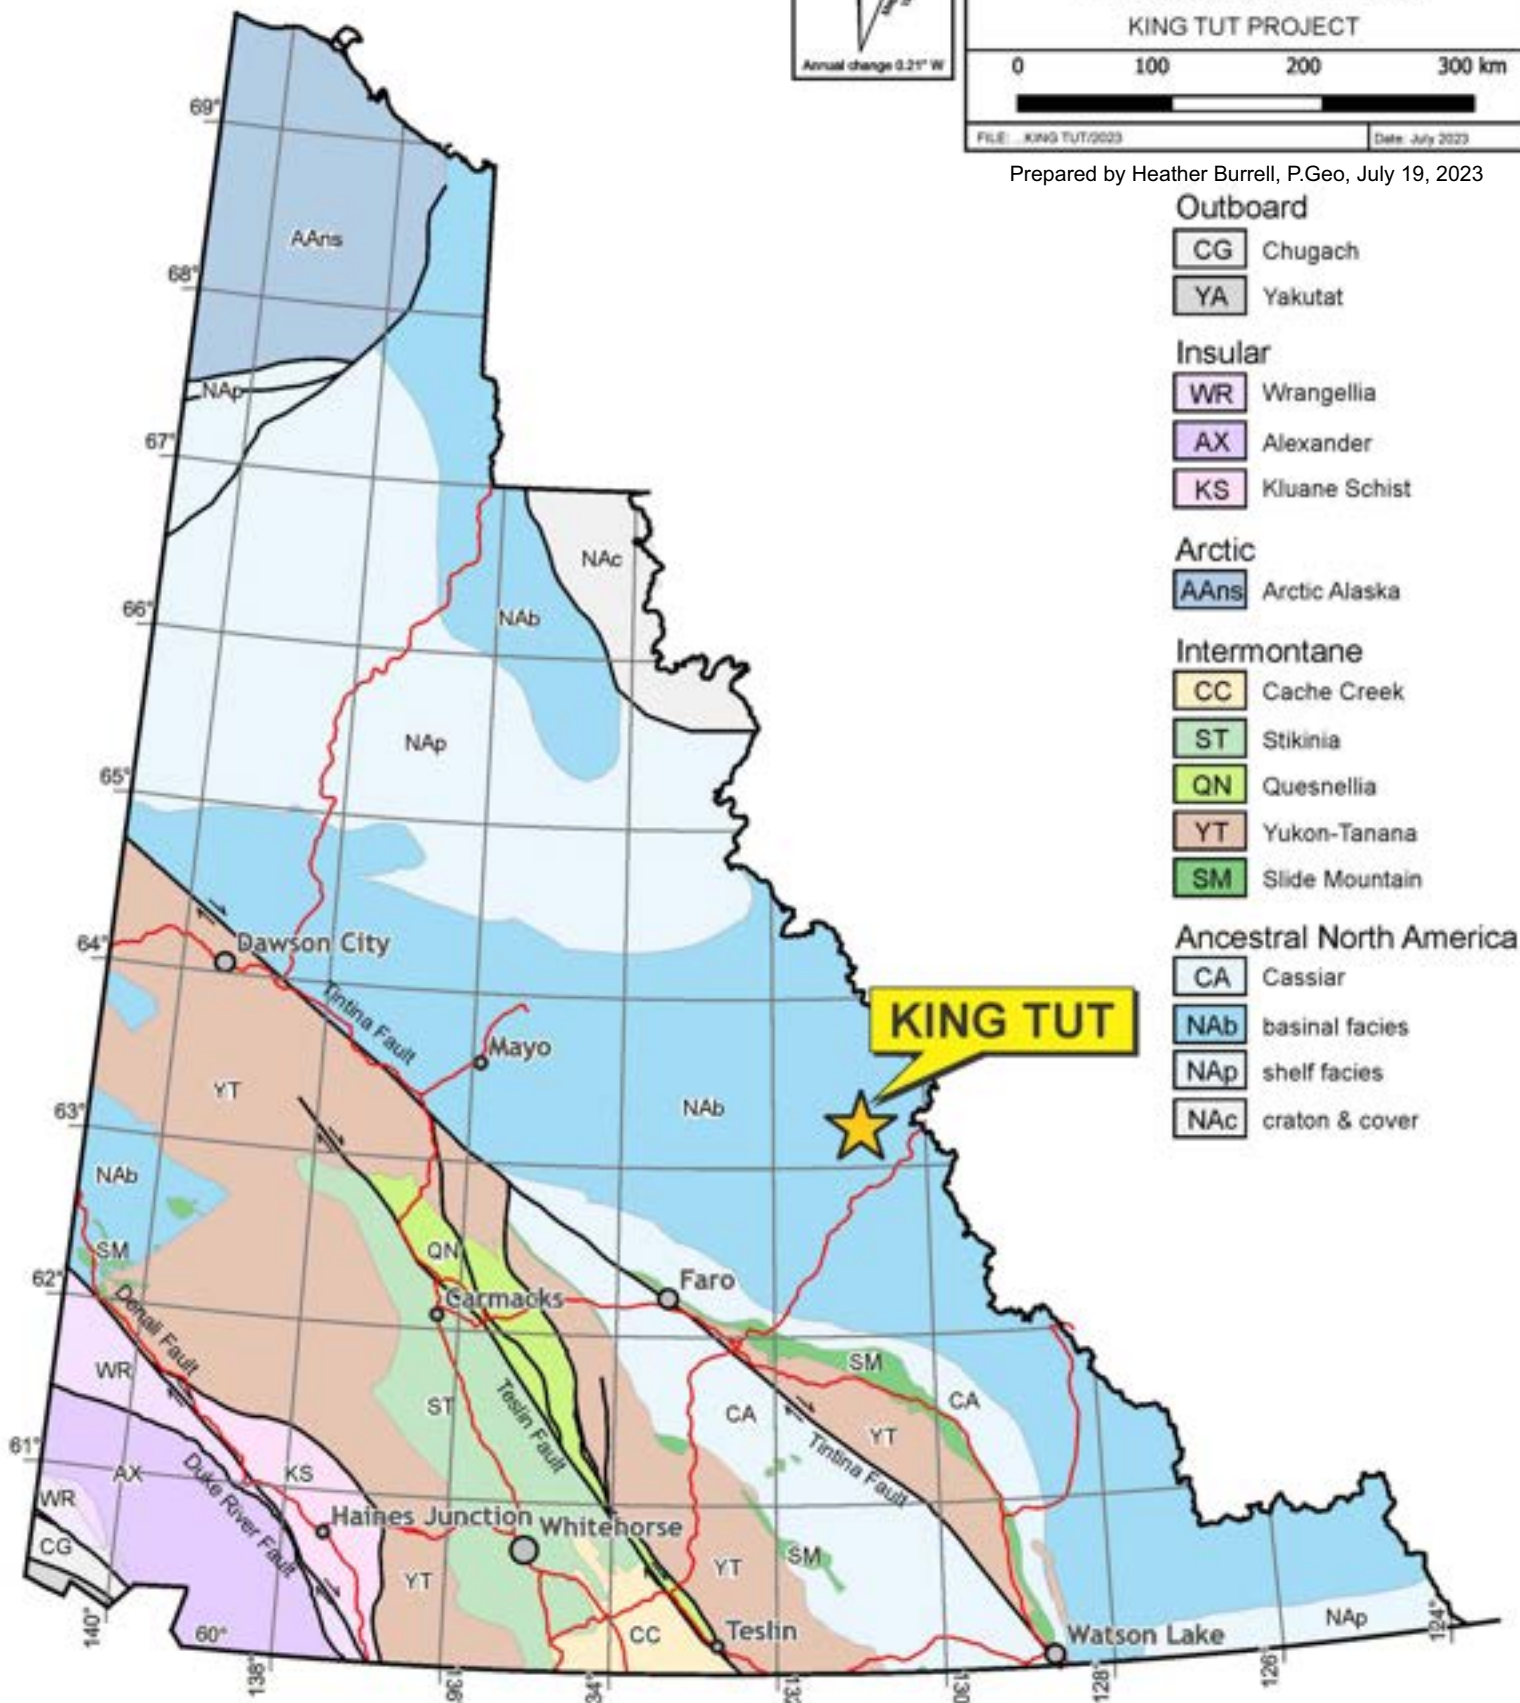 Annual change 0.21° W
KING TUT PROJECT
0 100 200 300 km
FILE: ...KING TUT/2023
Date: July 2023
Prepared by Heather Burrell, P.Geo, July 19, 2023
Outboard
CG Chugach
YA Yakutat
Insular
WR Wrangellia
AX Alexander
KS Kluane Schist
Arctic
AAns Arctic Alaska
Intermontane
CC Cache Creek
ST Stikinia
QN Quesnellia
YT Yukon-Tanana
SM Slide Mountain
Ancestral North America
CA Cassiar
NAb basinal facies
NAp shelf facies
NAc craton & cover
69°
AAns
68°
NAp
67°
NAc
66°
NAb
NAp
65°
64°
Dawson City
Tintina Fault
KING TUT
Mayo
YT
63°
NAb
NAb
SM
QN
62°
Faro
Carmacks
Denali Fault
WR
SM
ST
Teslin Fault
CA
CA
YT
Tintina Fault
61°
AX
Duke River Fault
KS
WR
Haines Junction
Whitehorse
CG
YT
YT
SM
60°
CC
Teslin
Watson Lake
NAp
140°
138°
128°
126°
124°